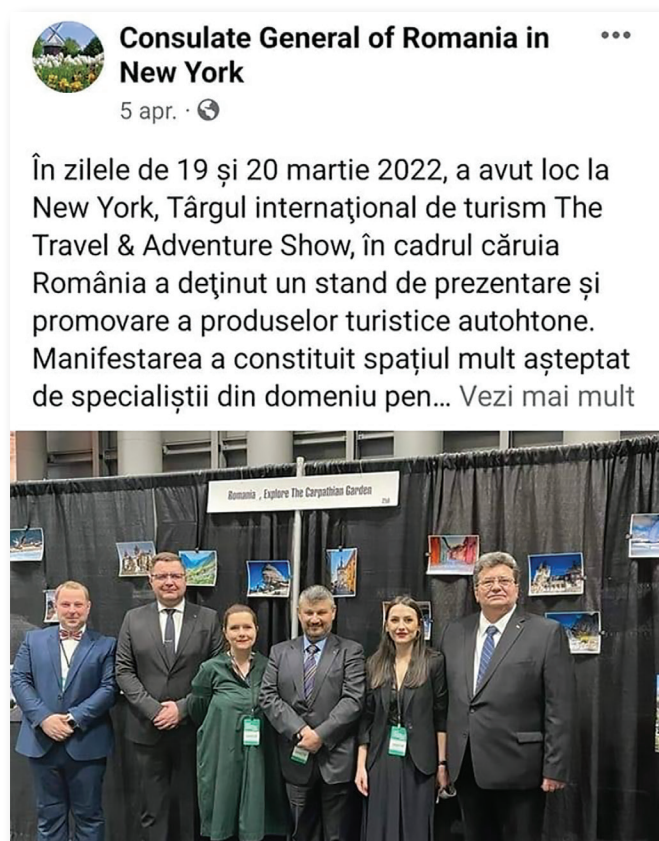 Consulate General of Romania in
New York
5 apr. ·
În zilele de 19 și 20 martie 2022, a avut loc la
New York, Târgul internaţional de turism The
Travel & Adventure Show, în cadrul căruia
România a deţinut un stand de prezentare și
promovare a produselor turistice autohtone.
Manifestarea a constituit spațiul mult așteptat
de specialiștii din domeniu pen... Vezi mai mult
Romania , Explore The Carpathian Garden